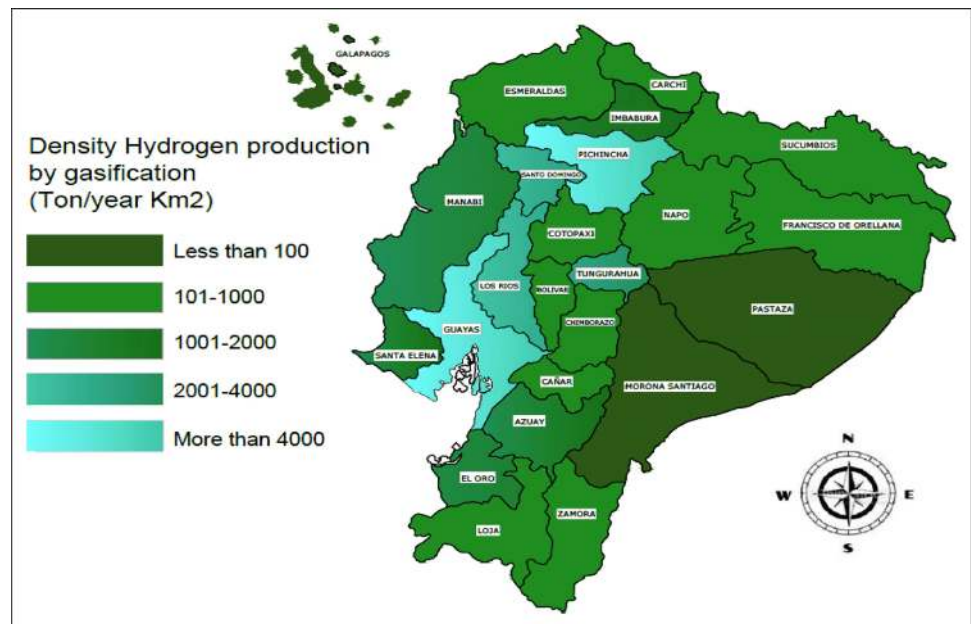 GALAPAGOS
ESMERALDAS
CARCHI
IMBABURA
SUCUMBIOS
PICHINCHA
SANTO DOMINGO
MANABI
NAPO
FRANCISCO DE ORELLANA
COTOPAXI
TUNGURAHUA
LOS RIOS
BOLIVAR
PASTAZA
CHIMBORAZO
GUAYAS
SANTA ELENA
CAÑAR
MORONA SANTIAGO
AZUAY
EL ORO
ZAMORA
LOJA
Density Hydrogen production
by gasification
(Ton/year Km2)
Less than 100
101-1000
1001-2000
2001-4000
More than 4000
N
W
E
S